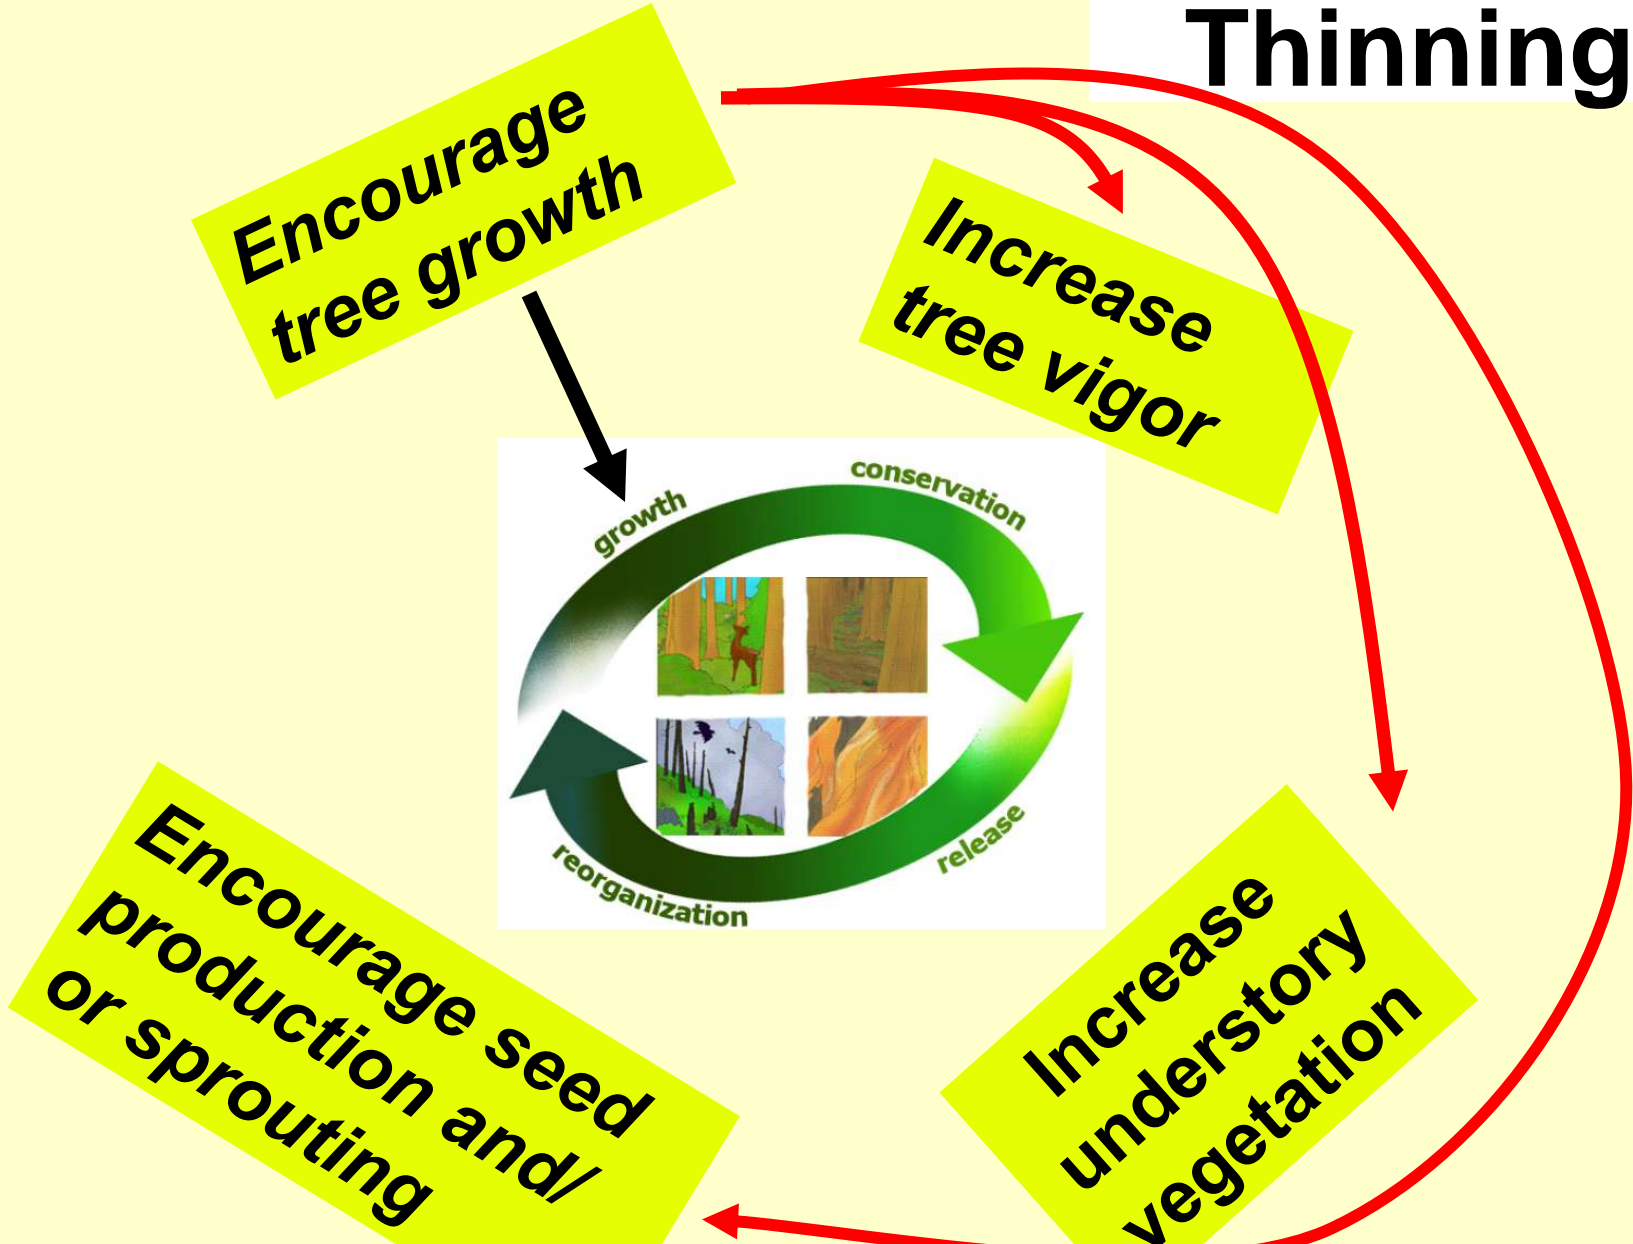 Thinning
Encourage
tree growth
Increase
tree vigor
conservation
growth
release
reorganization
Encourage seed
production and/
or sprouting
Increase
understory
vegetation